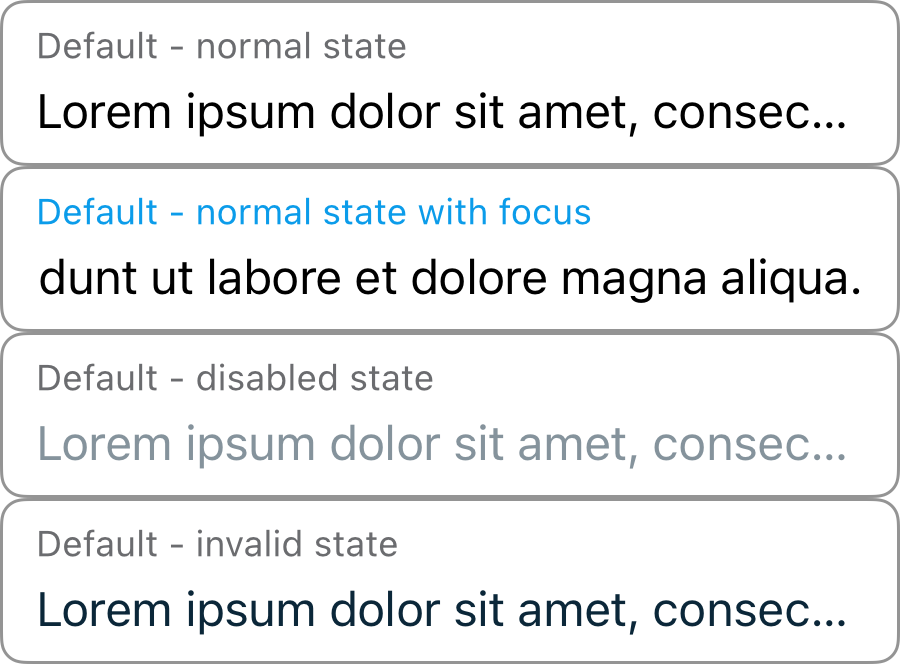 Default - normal state
Lorem ipsum dolor sit amet, consec...
Default - normal state with focus
dunt ut labore et dolore magna aliqua.
Default - disabled state
Lorem ipsum dolor sit amet, consec...
Default - invalid state
Lorem ipsum dolor sit amet, consec...